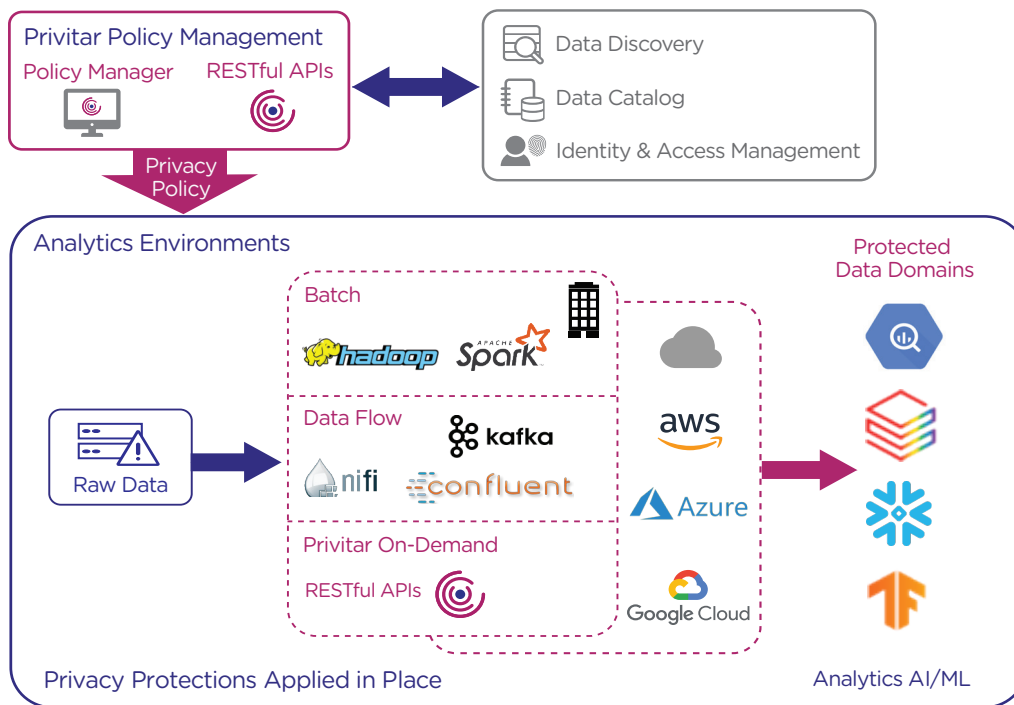 Privitar Policy Management
Policy Manager
RESTful APIs
Data Discovery
Data Catalog
Identity & Access Management
Privacy
Policy
Analytics Environments
Protected
Data Domains
Batch
hadoop
APACHE
Spark
Data Flow
kafka
nifi
confluent
Privitar On-Demand
RESTful APIs
Raw Data
aws
Azure
Google Cloud
Privacy Protections Applied in Place
Analytics AI/ML